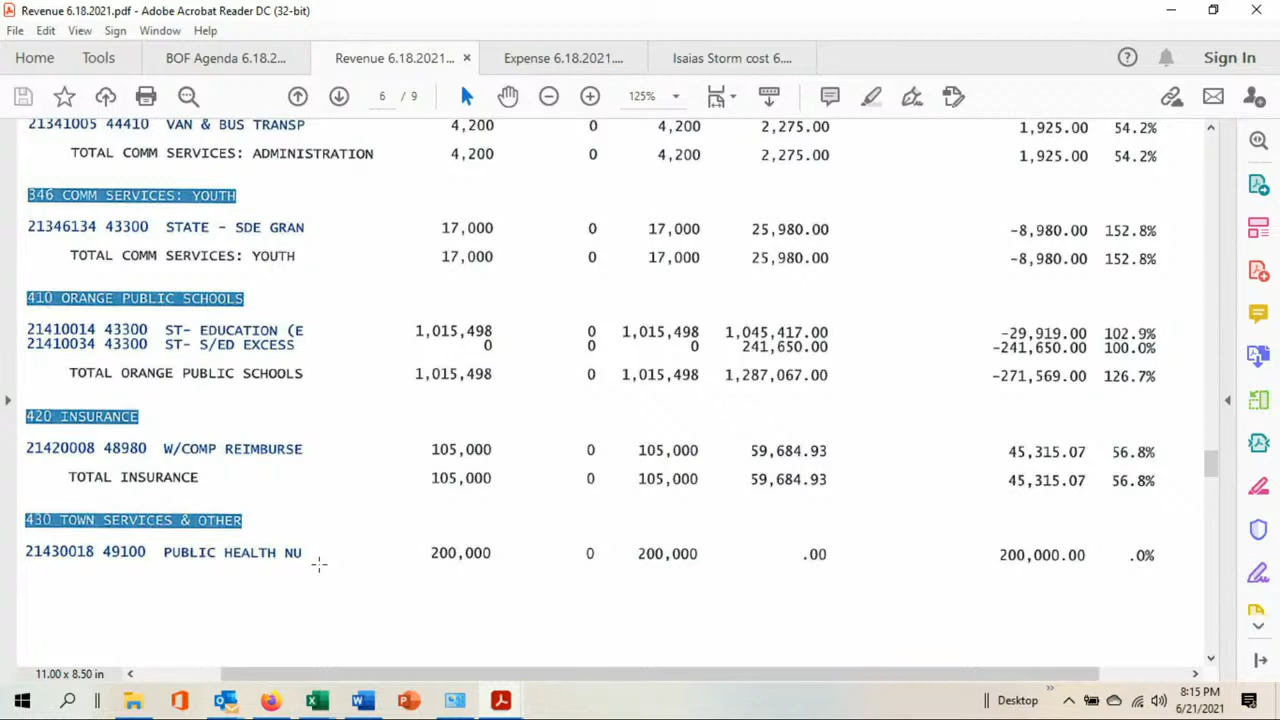 Revenue 6.18.2021.pdf - Adobe Acrobat Reader DC (32-bit)
File Edit View Sign Window Help
Home Tools BOF Agenda 6.18.2... Revenue 6.18.2021... × Expense 6.18.2021.... Isaias Storm cost 6.... Sign In
6 / 9 125%
21341005 44410 VAN & BUS TRANSP 4,200 0 4,200 2,275.00 1,925.00 54.2%
TOTAL COMM SERVICES: ADMINISTRATION 4,200 0 4,200 2,275.00 1,925.00 54.2%
346 COMM SERVICES: YOUTH
21346134 43300 STATE - SDE GRAN 17,000 0 17,000 25,980.00 -8,980.00 152.8%
TOTAL COMM SERVICES: YOUTH 17,000 0 17,000 25,980.00 -8,980.00 152.8%
410 ORANGE PUBLIC SCHOOLS
21410014 43300 ST- EDUCATION (E 1,015,498 0 1,015,498 1,045,417.00 -29,919.00 102.9%
21410034 43300 ST- S/ED EXCESS 0 0 0 241,650.00 -241,650.00 100.0%
TOTAL ORANGE PUBLIC SCHOOLS 1,015,498 0 1,015,498 1,287,067.00 -271,569.00 126.7%
420 INSURANCE
21420008 48980 W/COMP REIMBURSE 105,000 0 105,000 59,684.93 45,315.07 56.8%
TOTAL INSURANCE 105,000 0 105,000 59,684.93 45,315.07 56.8%
430 TOWN SERVICES & OTHER
21430018 49100 PUBLIC HEALTH NU 200,000 0 200,000 .00 200,000.00 .0%
11.00 x 8.50 in
Desktop 8:15 PM
6/21/2021